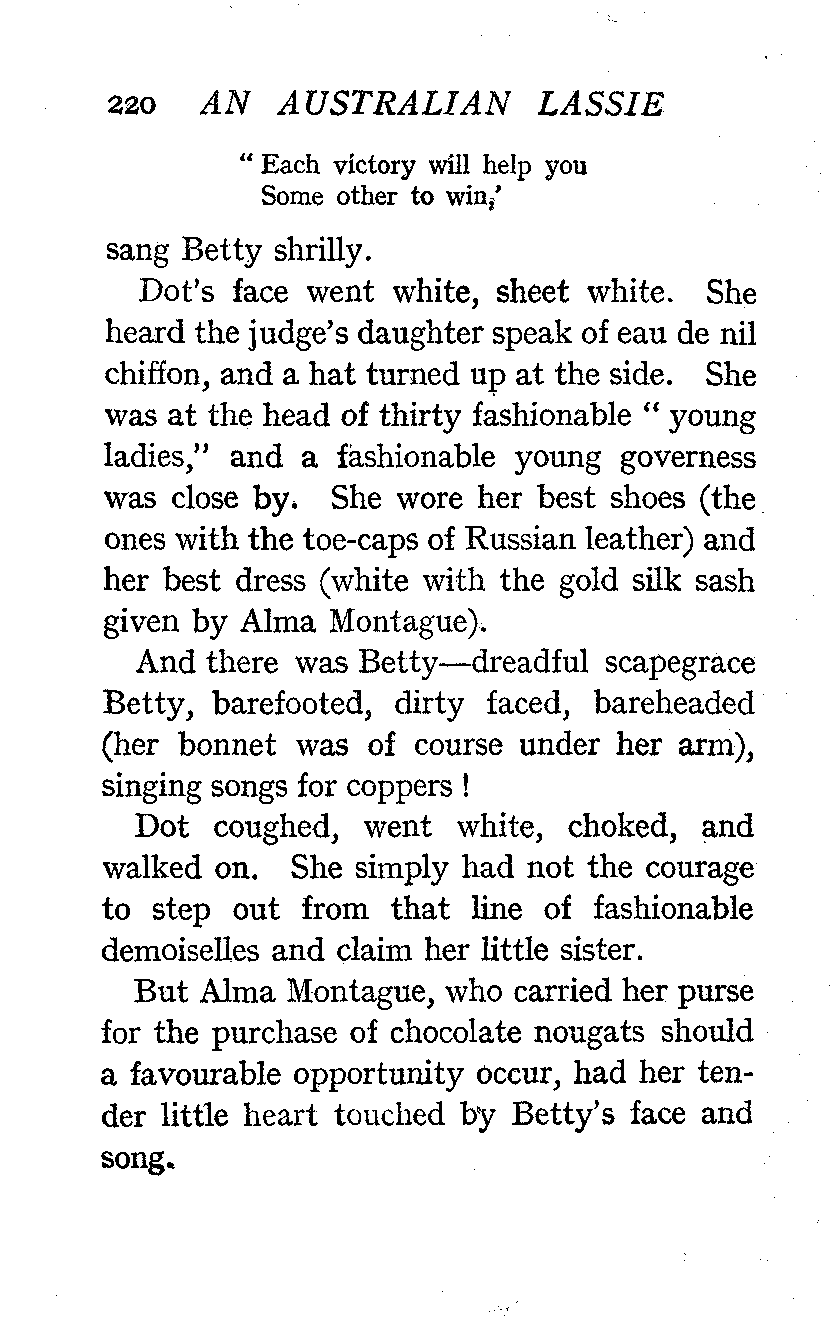 220 AN AUSTRALIAN LASSIE
“ Each victory will help you
Some other to win,’
sang Betty shrilly.
Dot’s face went white, sheet white. She
heard the judge’s daughter speak of eau de nil
chiffon, and a hat turned up at the side. She
was at the head of thirty fashionable “ young
ladies,” and a fashionable young governess
was close by. She wore her best shoes (the
ones with the toe-caps of Russian leather) and
her best dress (white with the gold silk sash
given by Alma Montague).
And there was Betty—dreadful scapegrace
Betty, barefooted, dirty faced, bareheaded
(her bonnet was of course under her arm),
singing songs for coppers !
Dot coughed, went white, choked, and
walked on. She simply had not the courage
to step out from that line of fashionable
demoiselles and claim her little sister.
But Alma Montague, who carried her purse
for the purchase of chocolate nougats should
a favourable opportunity occur, had her ten-
der little heart touched by Betty’s face and
song.